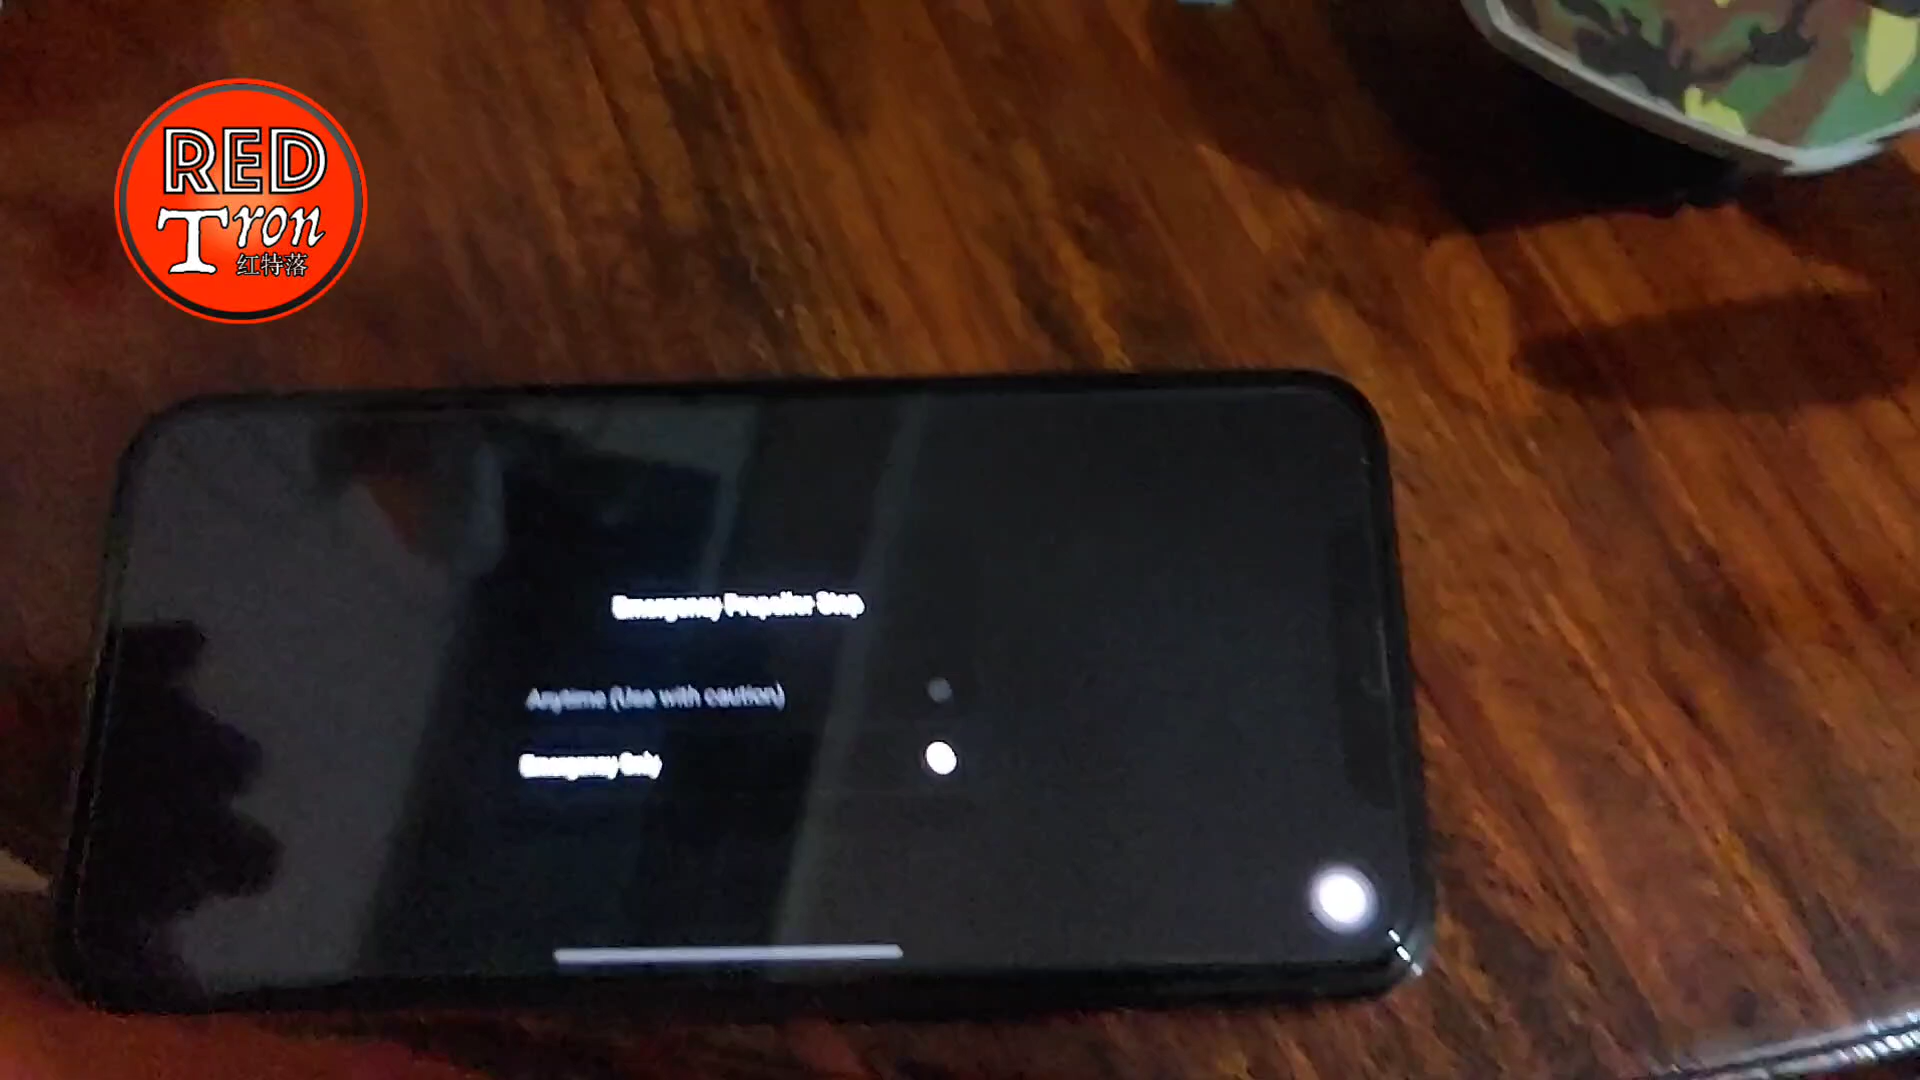 RED
Tron
红特落
Emergency Propeller Stop
Anytime (Use with caution)
Emergency Only